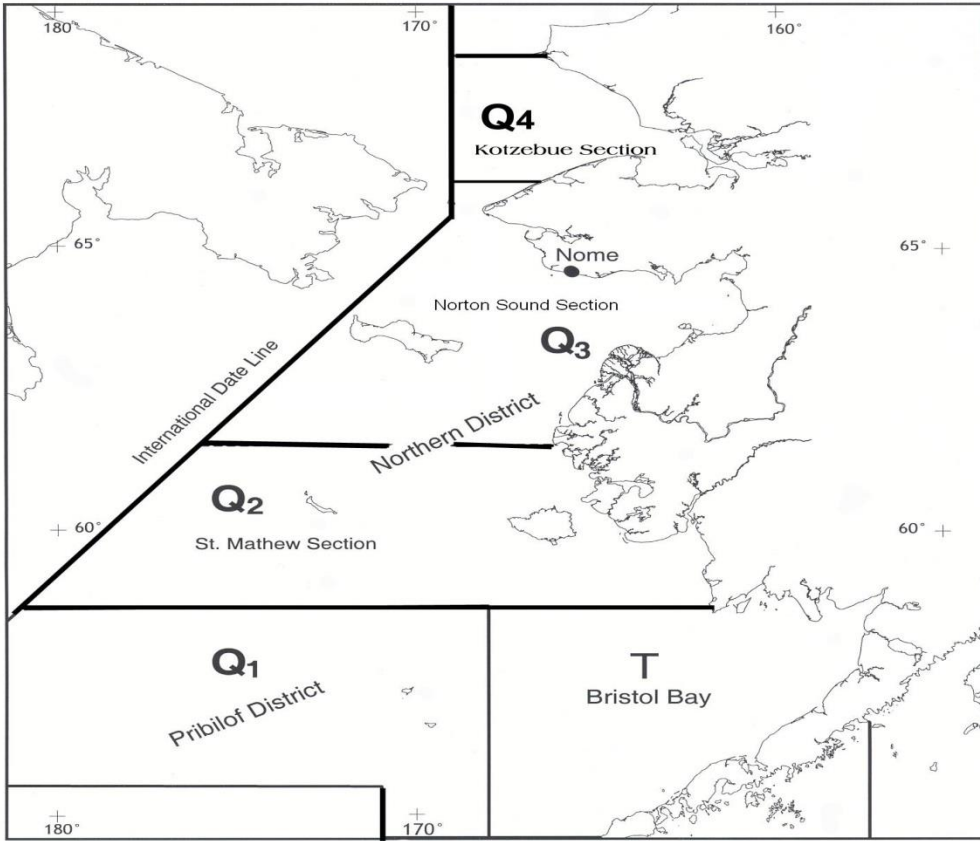 180°
170°
160°
Q4
Kotzebue Section
65°
65°
Nome
Norton Sound Section
Q3
International Date Line
Northern District
Q2
60°
60°
St. Mathew Section
Q1
T
Pribilof District
Bristol Bay
180°
170°
160°